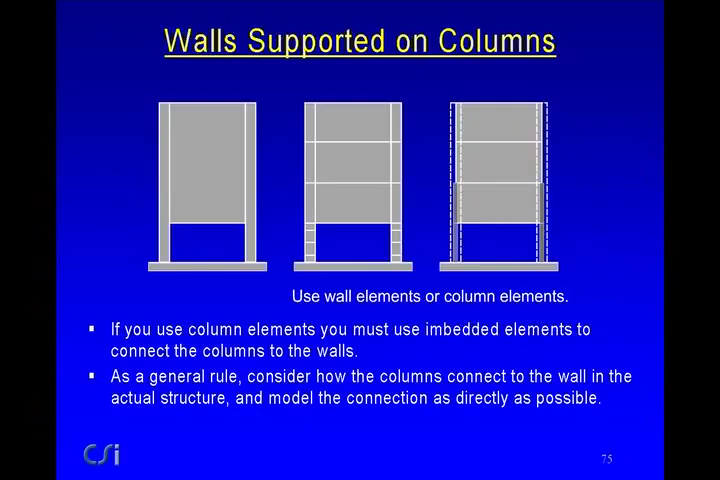 Walls Supported on Columns
Use wall elements or column elements.
▪ If you use column elements you must use imbedded elements to
connect the columns to the walls.
▪ As a general rule, consider how the columns connect to the wall in the
actual structure, and model the connection as directly as possible.
CSi
75